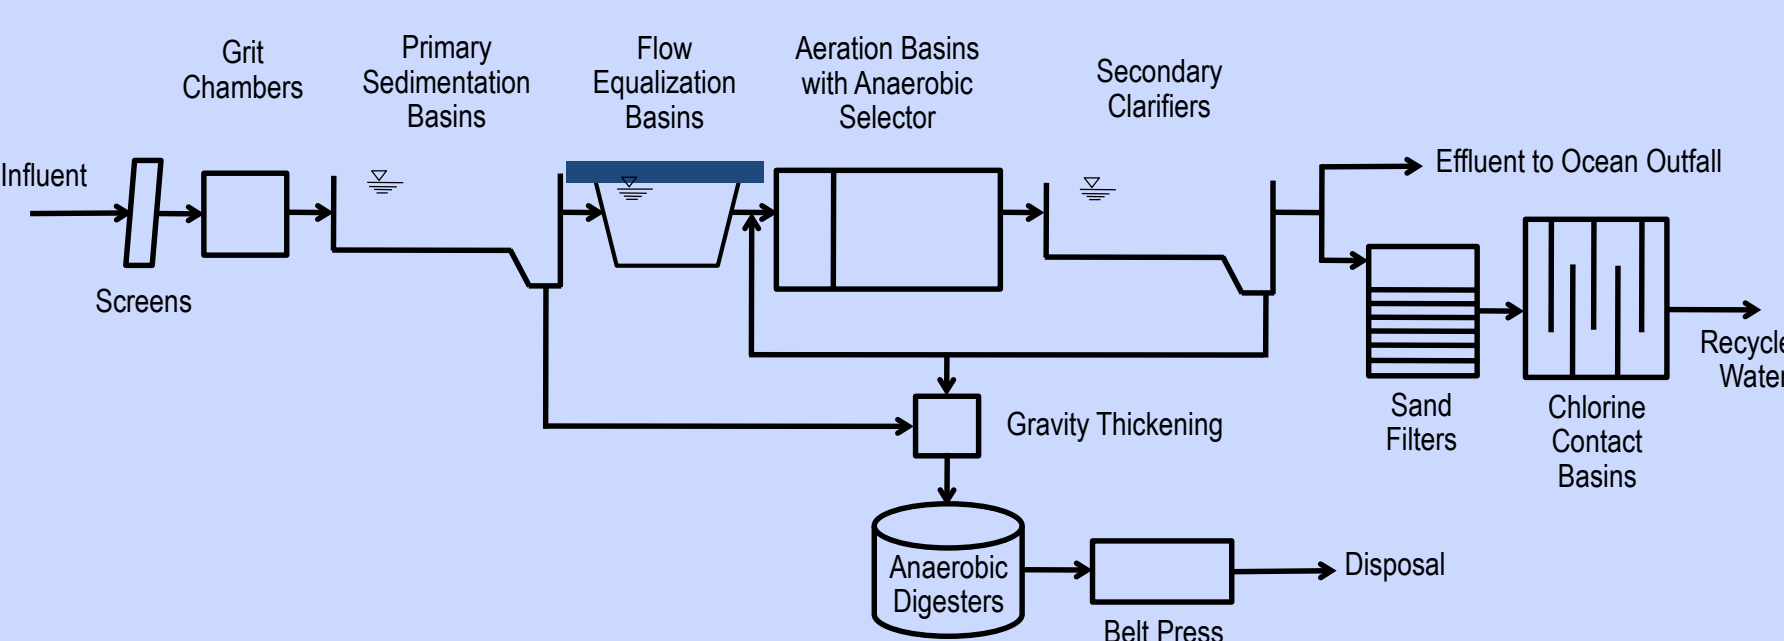 Grit
Chambers
Primary
Sedimentation
Basins
Flow
Equalization
Basins
Aeration Basins
with Anaerobic
Selector
Secondary
Clarifiers
Influent
Effluent to Ocean Outfall
Screens
Recycle
Water
Sand
Filters
Chlorine
Contact
Basins
Gravity Thickening
Anaerobic
Digesters
Disposal
Belt Press